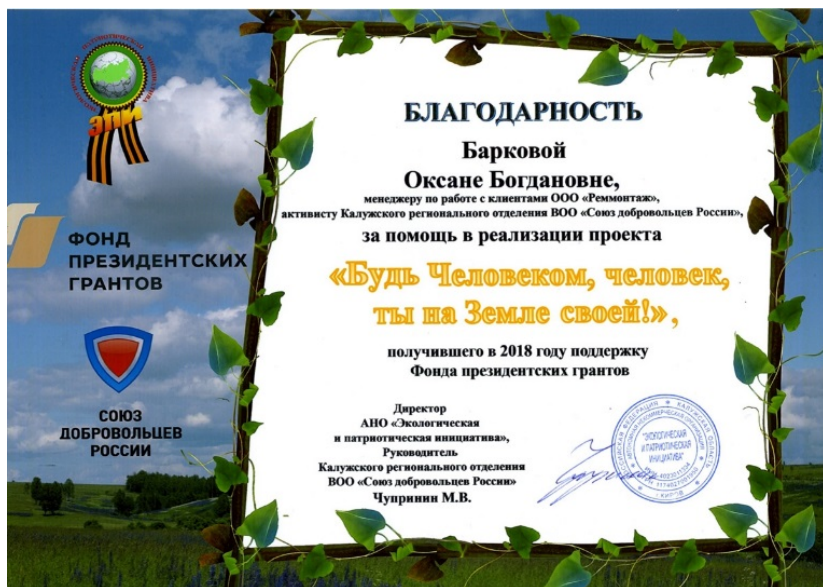 ЭПИ
ФОНД
ПРЕЗИДЕНТСКИХ
ГРАНТОВ
СОЮЗ
ДОБРОВОЛЬЦЕВ
РОССИИ
БЛАГОДАРНОСТЬ
Барковой
Оксане Богдановне,
менеджеру по работе с клиентами ООО «Реммонтаж»,
активисту Калужского регионального отделения ВОО «Союз добровольцев России»,
за помощь в реализации проекта
«Будь Человеком, человек,
ты на Земле своей!»,
получившего в 2018 году поддержку
Фонда президентских грантов
Директор
АНО «Экологическая
и патриотическая инициатива»,
Руководитель
Калужского регионального отделения
ВОО «Союз добровольцев России»
Чупринин М.В.
"ЭКОЛОГИЧЕСКАЯ
И ПАТРИОТИЧЕСКАЯ
ИНИЦИАТИВА"